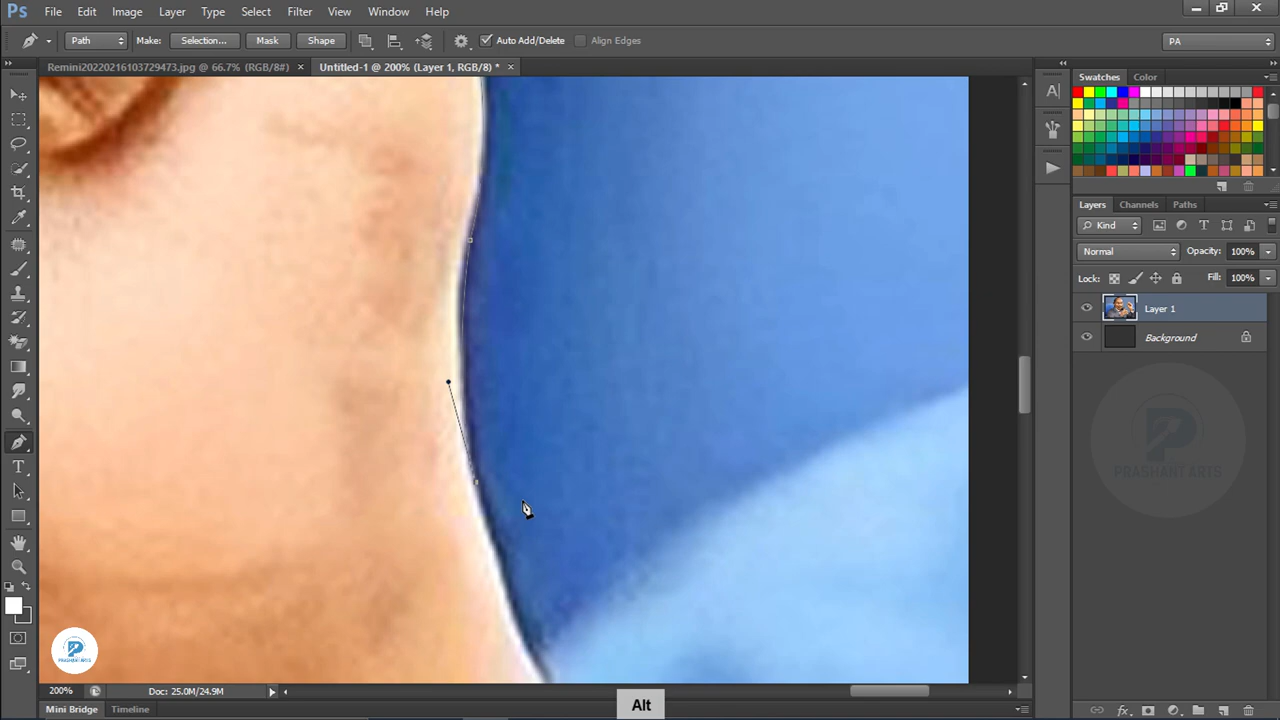 Ps File Edit Image Layer Type Select Filter View Window Help
Path Make: Selection... Mask Shape Auto Add/Delete Align Edges PA
Remini20220216103729473.jpg @ 66.7% (RGB/8#) × Untitled-1 @ 200% (Layer 1, RGB/8) * ×
Swatches Color
Layers Channels Paths
Kind
Normal Opacity: 100%
Lock: Fill: 100%
Layer 1
Background
PRASHANT ARTS
PRASHANT ARTS
200% Doc: 25.0M/24.9M
Alt
Mini Bridge Timeline